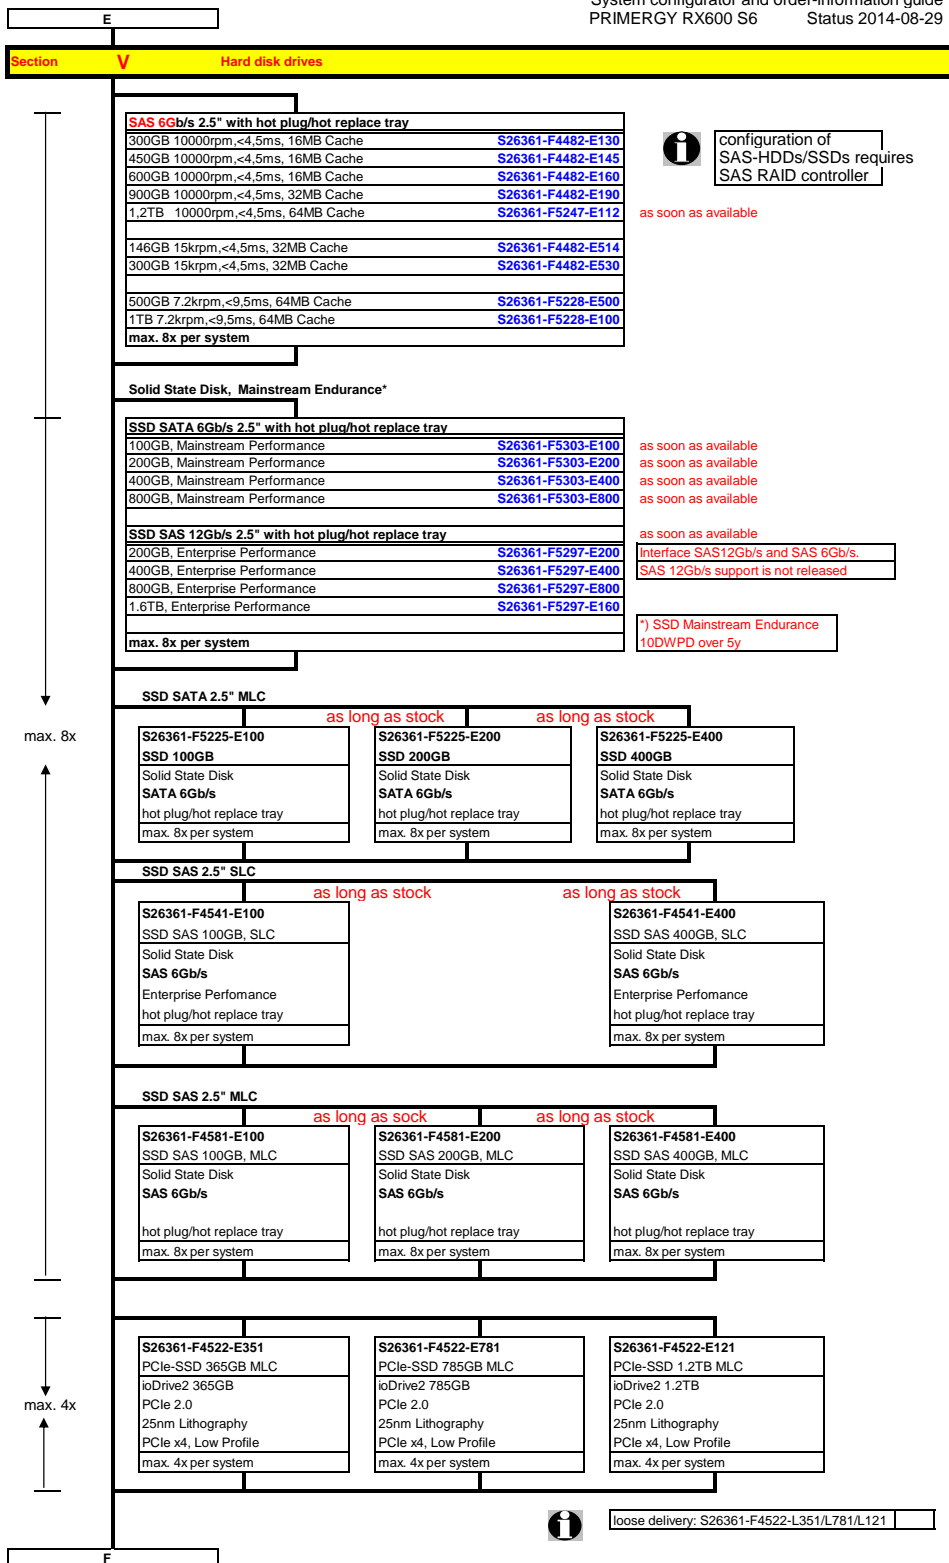 System configurator and order-information guide
PRIMERGY RX600 S6 Status 2014-08-29
E
Section V Hard disk drives
SAS 6Gb/s 2.5" with hot plug/hot replace tray
300GB 10000rpm,<4,5ms, 16MB Cache S26361-F4482-E130
450GB 10000rpm,<4,5ms, 16MB Cache S26361-F4482-E145
600GB 10000rpm,<4,5ms, 16MB Cache S26361-F4482-E160
900GB 10000rpm,<4,5ms, 32MB Cache S26361-F4482-E190
1,2TB 10000rpm,<4,5ms, 64MB Cache S26361-F5247-E112 as soon as available
configuration of
SAS-HDDs/SSDs requires
SAS RAID controller
146GB 15krpm,<4,5ms, 32MB Cache S26361-F4482-E514
300GB 15krpm,<4,5ms, 32MB Cache S26361-F4482-E530
500GB 7.2krpm,<9,5ms, 64MB Cache S26361-F5228-E500
1TB 7.2krpm,<9,5ms, 64MB Cache S26361-F5228-E100
max. 8x per system
Solid State Disk, Mainstream Endurance*
SSD SATA 6Gb/s 2.5" with hot plug/hot replace tray
100GB, Mainstream Performance S26361-F5303-E100 as soon as available
200GB, Mainstream Performance S26361-F5303-E200 as soon as available
400GB, Mainstream Performance S26361-F5303-E400 as soon as available
800GB, Mainstream Performance S26361-F5303-E800 as soon as available
SSD SAS 12Gb/s 2.5" with hot plug/hot replace tray as soon as available
200GB, Enterprise Performance S26361-F5297-E200 Interface SAS12Gb/s and SAS 6Gb/s.
400GB, Enterprise Performance S26361-F5297-E400 SAS 12Gb/s support is not released
800GB, Enterprise Performance S26361-F5297-E800
1.6TB, Enterprise Performance S26361-F5297-E160
*) SSD Mainstream Endurance
max. 8x per system 10DWPD over 5y
SSD SATA 2.5" MLC
as long as stock as long as stock
max. 8x
S26361-F5225-E100 S26361-F5225-E200 S26361-F5225-E400
SSD 100GB SSD 200GB SSD 400GB
Solid State Disk Solid State Disk Solid State Disk
SATA 6Gb/s SATA 6Gb/s SATA 6Gb/s
hot plug/hot replace tray hot plug/hot replace tray hot plug/hot replace tray
max. 8x per system max. 8x per system max. 8x per system
SSD SAS 2.5" SLC
as long as stock as long as stock
S26361-F4541-E100 S26361-F4541-E400
SSD SAS 100GB, SLC SSD SAS 400GB, SLC
Solid State Disk Solid State Disk
SAS 6Gb/s SAS 6Gb/s
Enterprise Perfomance Enterprise Perfomance
hot plug/hot replace tray hot plug/hot replace tray
max. 8x per system max. 8x per system
SSD SAS 2.5" MLC
as long as sock as long as stock
S26361-F4581-E100 S26361-F4581-E200 S26361-F4581-E400
SSD SAS 100GB, MLC SSD SAS 200GB, MLC SSD SAS 400GB, MLC
Solid State Disk Solid State Disk Solid State Disk
SAS 6Gb/s SAS 6Gb/s SAS 6Gb/s
hot plug/hot replace tray hot plug/hot replace tray hot plug/hot replace tray
max. 8x per system max. 8x per system max. 8x per system
S26361-F4522-E351 S26361-F4522-E781 S26361-F4522-E121
PCIe-SSD 365GB MLC PCIe-SSD 785GB MLC PCIe-SSD 1.2TB MLC
ioDrive2 365GB ioDrive2 785GB ioDrive2 1.2TB
max. 4x
PCIe 2.0 PCIe 2.0 PCIe 2.0
25nm Lithography 25nm Lithography 25nm Lithography
PCIe x4, Low Profile PCIe x4, Low Profile PCIe x4, Low Profile
max. 4x per system max. 4x per system max. 4x per system
loose delivery: S26361-F4522-L351/L781/L121
F